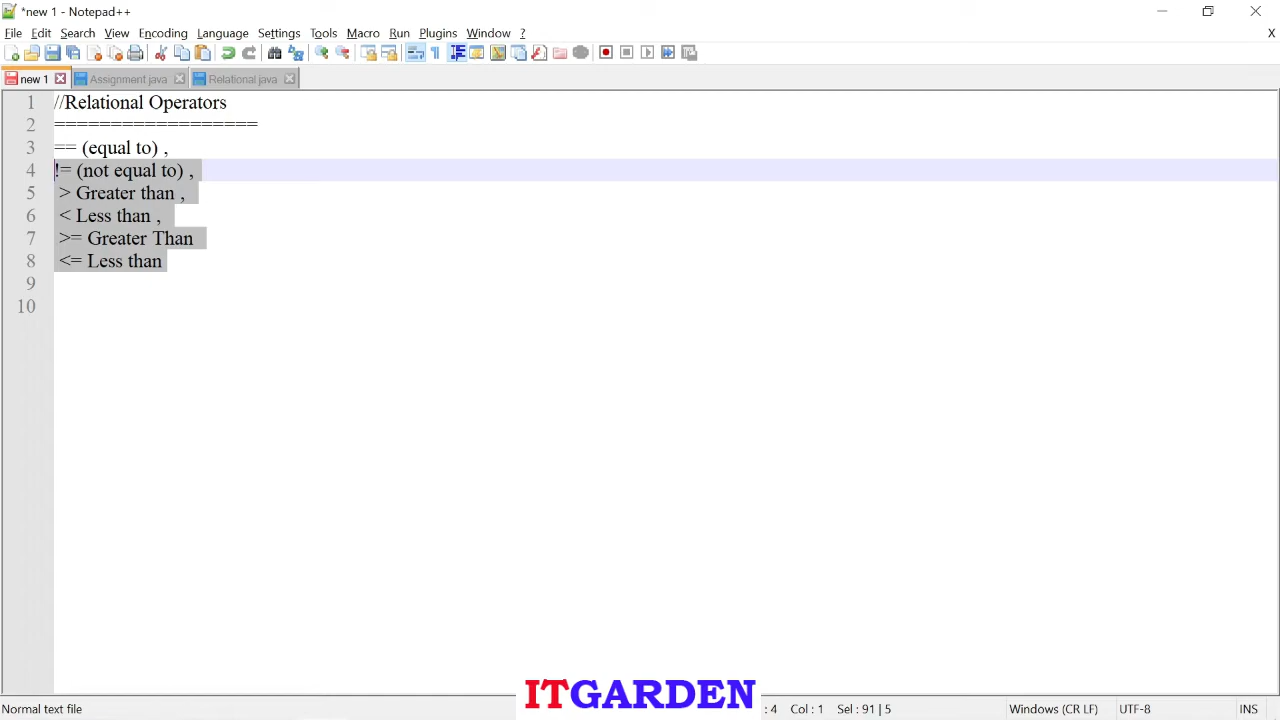 *new 1 - Notepad++
File Edit Search View Encoding Language Settings Tools Macro Run Plugins Window ? X
new 1 Assignment java Relational java
1 //Relational Operators
2 ==================
3 == (equal to) ,
4 != (not equal to) ,
5 > Greater than ,
6 < Less than ,
7 >= Greater Than
8 <= Less than
9
10
ITGARDEN
Normal text file : 4 Col : 1 Sel : 91 | 5 Windows (CR LF) UTF-8 INS